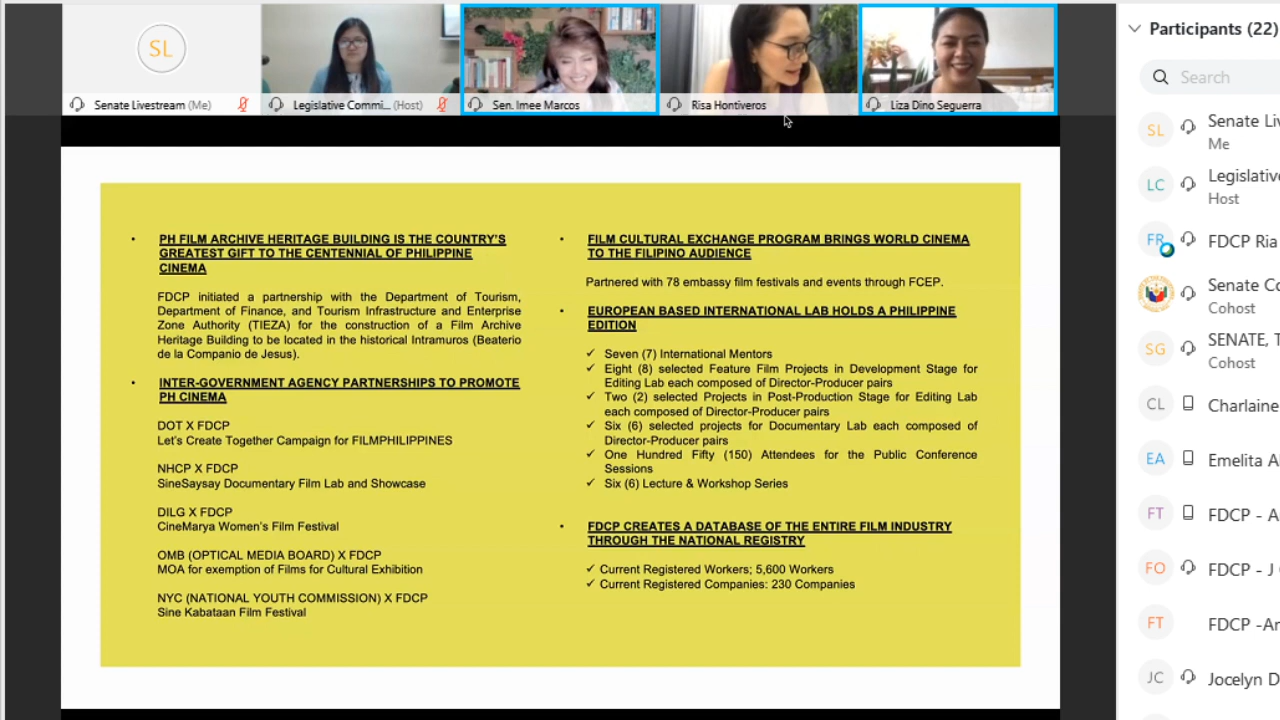 SL
Senate Livestream (Me)
Legislative Commi... (Host)
Sen. Imee Marcos
Risa Hontiveros
Liza Dino Seguerra
• PH FILM ARCHIVE HERITAGE BUILDING IS THE COUNTRY'S
GREATEST GIFT TO THE CENTENNIAL OF PHILIPPINE
CINEMA
FDCP initiated a partnership with the Department of Tourism,
Department of Finance, and Tourism Infrastructure and Enterprise
Zone Authority (TIEZA) for the construction of a Film Archive
Heritage Building to be located in the historical Intramuros (Beaterio
de la Companio de Jesus).
• INTER-GOVERNMENT AGENCY PARTNERSHIPS TO PROMOTE
PH CINEMA
DOT X FDCP
Let's Create Together Campaign for FILMPHILIPPINES
NHCP X FDCP
SineSaysay Documentary Film Lab and Showcase
DILG X FDCP
CineMarya Women's Film Festival
OMB (OPTICAL MEDIA BOARD) X FDCP
MOA for exemption of Films for Cultural Exhibition
NYC (NATIONAL YOUTH COMMISSION) X FDCP
Sine Kabataan Film Festival
• FILM CULTURAL EXCHANGE PROGRAM BRINGS WORLD CINEMA
TO THE FILIPINO AUDIENCE
Partnered with 78 embassy film festivals and events through FCEP.
• EUROPEAN BASED INTERNATIONAL LAB HOLDS A PHILIPPINE
EDITION
✓ Seven (7) International Mentors
✓ Eight (8) selected Feature Film Projects in Development Stage for
Editing Lab each composed of Director-Producer pairs
✓ Two (2) selected Projects in Post-Production Stage for Editing Lab
each composed of Director-Producer pairs
✓ Six (6) selected projects for Documentary Lab each composed of
Director-Producer pairs
✓ One Hundred Fifty (150) Attendees for the Public Conference
Sessions
✓ Six (6) Lecture & Workshop Series
• FDCP CREATES A DATABASE OF THE ENTIRE FILM INDUSTRY
THROUGH THE NATIONAL REGISTRY
✓ Current Registered Workers; 5,600 Workers
✓ Current Registered Companies: 230 Companies
Participants (22)
Search
SL Senate Liv
Me
LC Legislative
Host
FR FDCP Ria
Senate Co
Cohost
SG SENATE, T
Cohost
CL Charlaine
EA Emelita A
FT FDCP - A
FO FDCP - J
FT FDCP -Ar
JC Jocelyn D